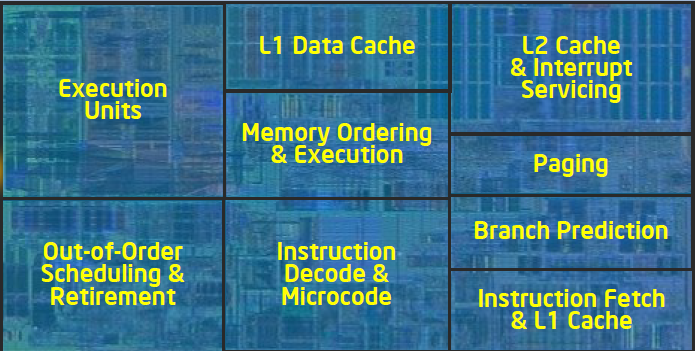 Execution
Units
L1 Data Cache
L2 Cache
& Interrupt
Servicing
Memory Ordering
& Execution
Paging
Out-of-Order
Scheduling &
Retirement
Instruction
Decode &
Microcode
Branch Prediction
Instruction Fetch
& L1 Cache